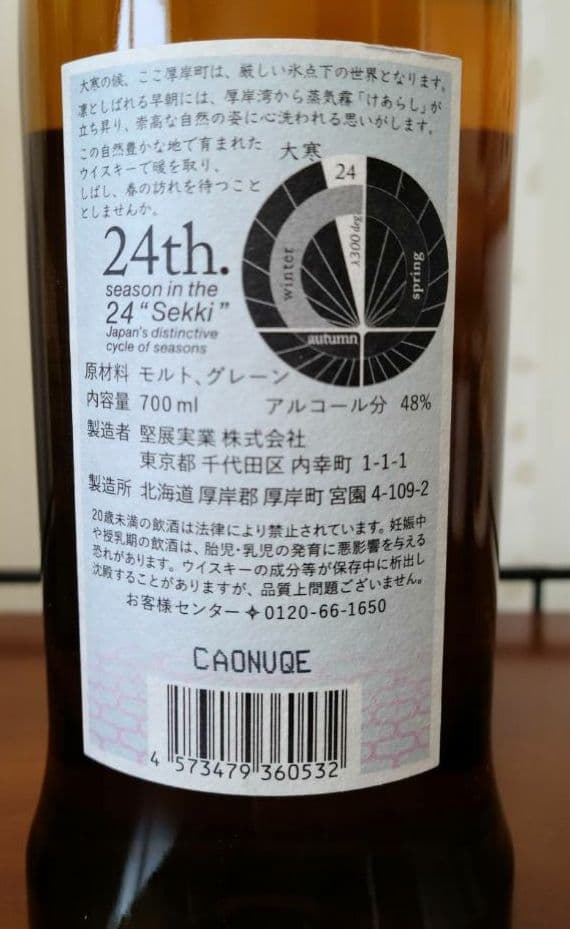 大寒の候、ここ厚岸町は、厳しい氷点下の世界となります。
凛としばれる早朝には、厚岸湾から蒸気霧「けあらし」が
立ち昇り、崇高な自然の姿に心洗われる思いがします。
この自然豊かな地で育まれた
ウイスキーで暖を取り、
しばし、春の訪れを待つこと
としませんか。
大寒
24
λ300 deg
winter
spring
autumn
24th.
season in the
24 “Sekki”
Japan's distinctive
cycle of seasons
原材料 モルト、グレーン
内容量 700 ml アルコール分 48%
製造者 堅展実業 株式会社
東京都 千代田区 内幸町 1-1-1
製造所 北海道 厚岸郡 厚岸町 宮園 4-109-2
20歳未満の飲酒は法律により禁止されています。妊娠中
や授乳期の飲酒は、胎児・乳児の発育に悪影響を与える
恐れがあります。ウイスキーの成分等が保存中に析出し
沈殿することがありますが、品質上問題ございません。
お客様センター✦0120-66-1650
CAONUQE
4 573479 360532